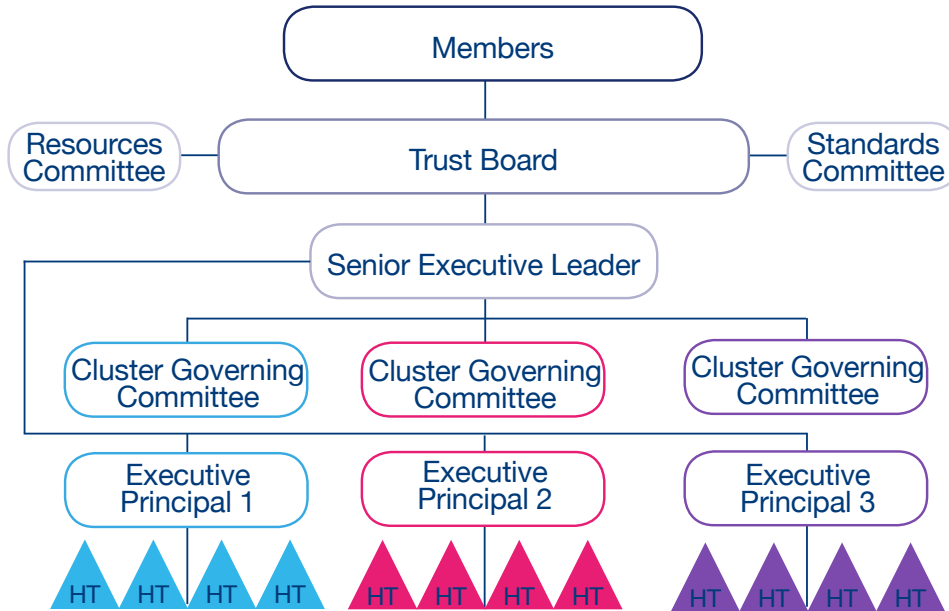 Members
Resources
Committee
Trust Board
Standards
Committee
Senior Executive Leader
Cluster Governing
Committee
Cluster Governing
Committee
Cluster Governing
Committee
Executive
Principal 1
Executive
Principal 2
Executive
Principal 3
HT HT HT HT
HT HT HT HT
HT HT HT HT